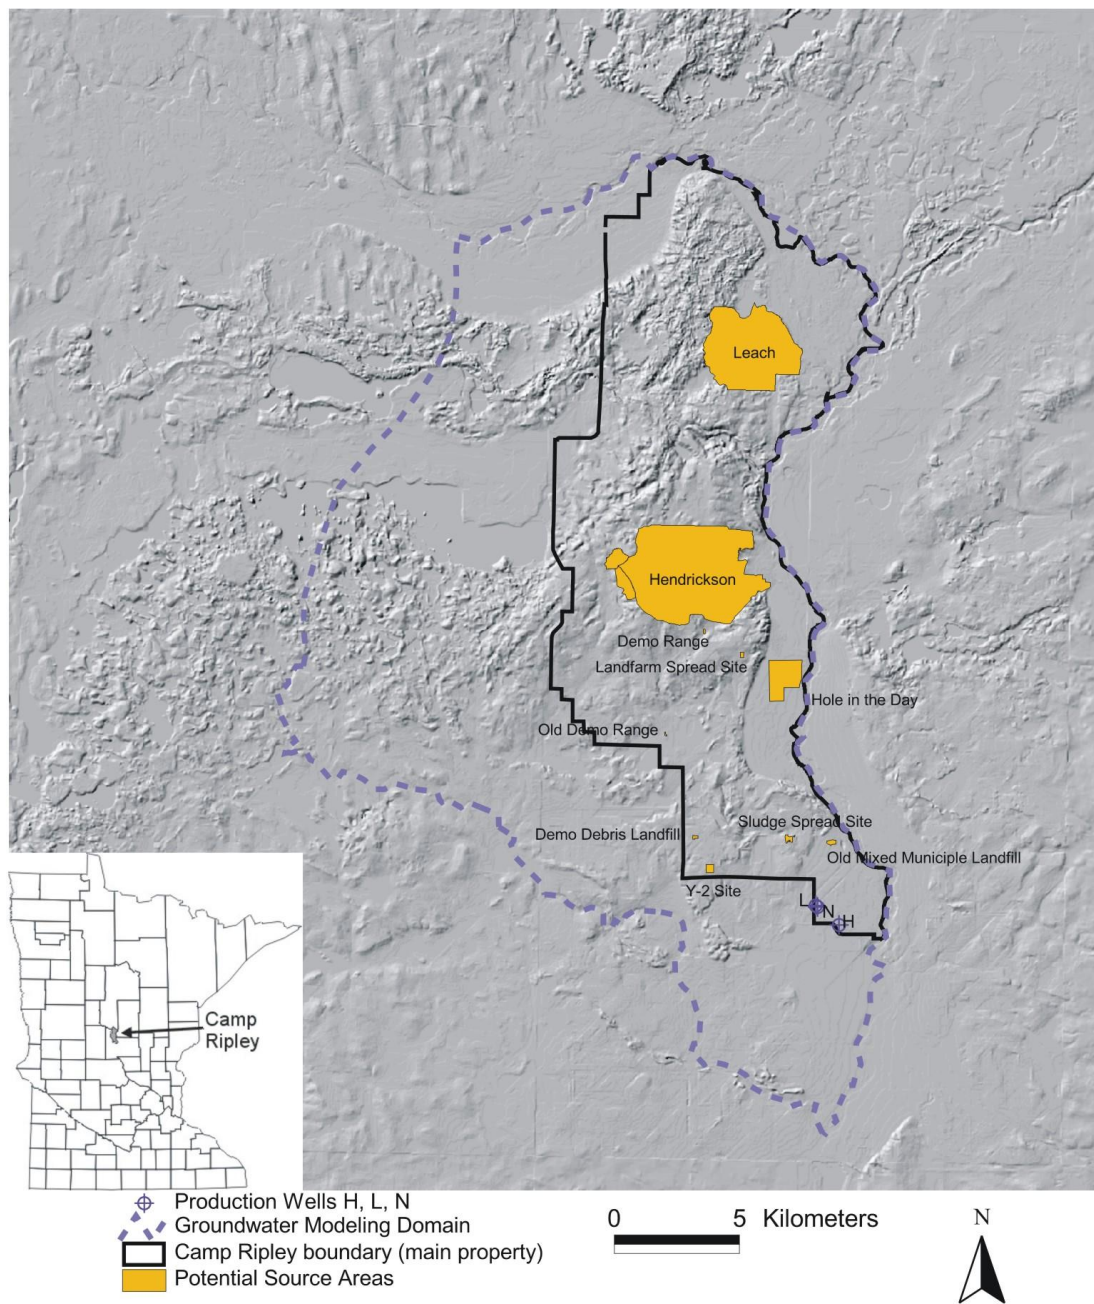 Leach
Hendrickson
Demo Range
Landfarm Spread Site
Hole in the Day
Old Demo Range
Sludge Spread Site
Demo Debris Landfill
Old Mixed Municiple Landfill
Y-2 Site
L
N
H
Camp
Ripley
Production Wells H, L, N
Groundwater Modeling Domain
Camp Ripley boundary (main property)
Potential Source Areas
0 5 Kilometers
N